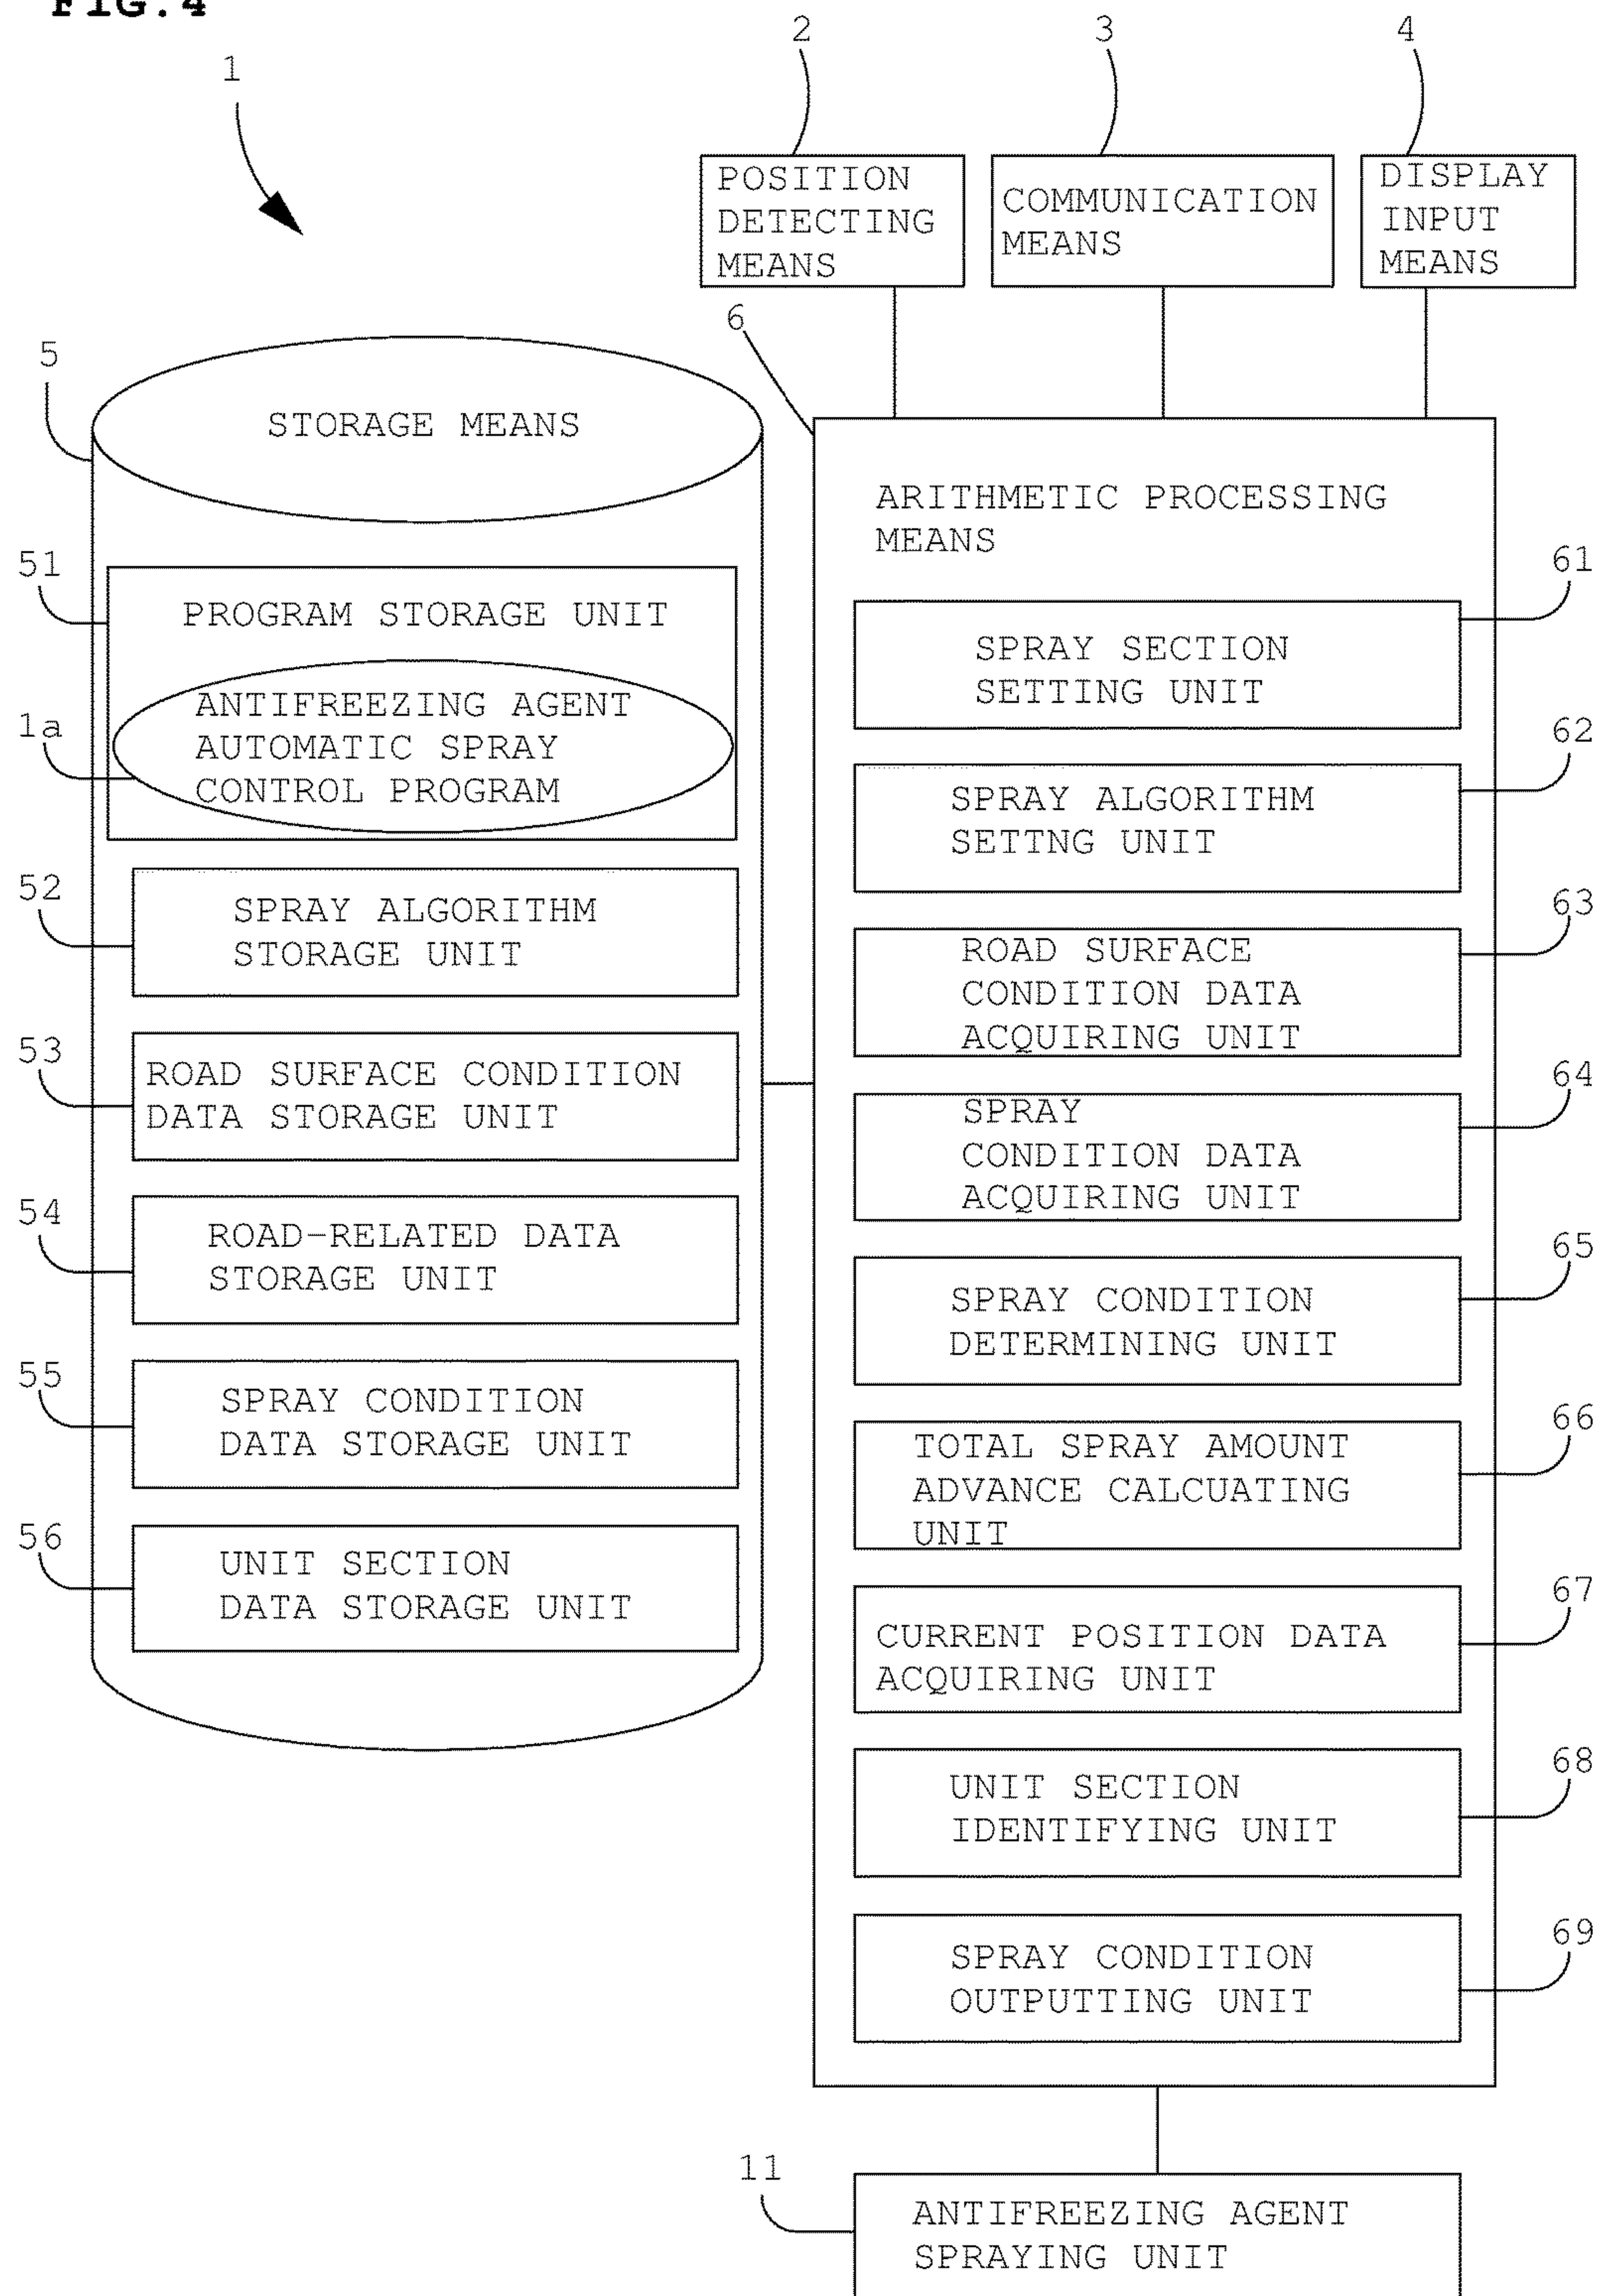 FIG.4
1
2
3
4
POSITION
DETECTING
MEANS
COMMUNICATION
MEANS
DISPLAY
INPUT
MEANS
5
STORAGE MEANS
51
PROGRAM STORAGE UNIT
1a
ANTIFREEZING AGENT
AUTOMATIC SPRAY
CONTROL PROGRAM
52
SPRAY ALGORITHM
STORAGE UNIT
53
ROAD SURFACE CONDITION
DATA STORAGE UNIT
54
ROAD-RELATED DATA
STORAGE UNIT
55
SPRAY CONDITION
DATA STORAGE UNIT
56
UNIT SECTION
DATA STORAGE UNIT
6
ARITHMETIC PROCESSING
MEANS
61
SPRAY SECTION
SETTING UNIT
62
SPRAY ALGORITHM
SETTNG UNIT
63
ROAD SURFACE
CONDITION DATA
ACQUIRING UNIT
64
SPRAY
CONDITION DATA
ACQUIRING UNIT
65
SPRAY CONDITION
DETERMINING UNIT
66
TOTAL SPRAY AMOUNT
ADVANCE CALCUATING
UNIT
67
CURRENT POSITION DATA
ACQUIRING UNIT
68
UNIT SECTION
IDENTIFYING UNIT
69
SPRAY CONDITION
OUTPUTTING UNIT
11
ANTIFREEZING AGENT
SPRAYING UNIT